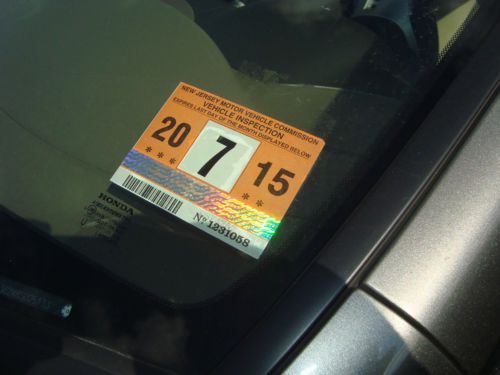 NEW JERSEY MOTOR VEHICLE COMMISSION
VEHICLE INSPECTION
EXPIRES LAST DAY OF THE MONTH DISPLAYED BELOW
20 7 15
* * * * *
No 1231058
HONDA